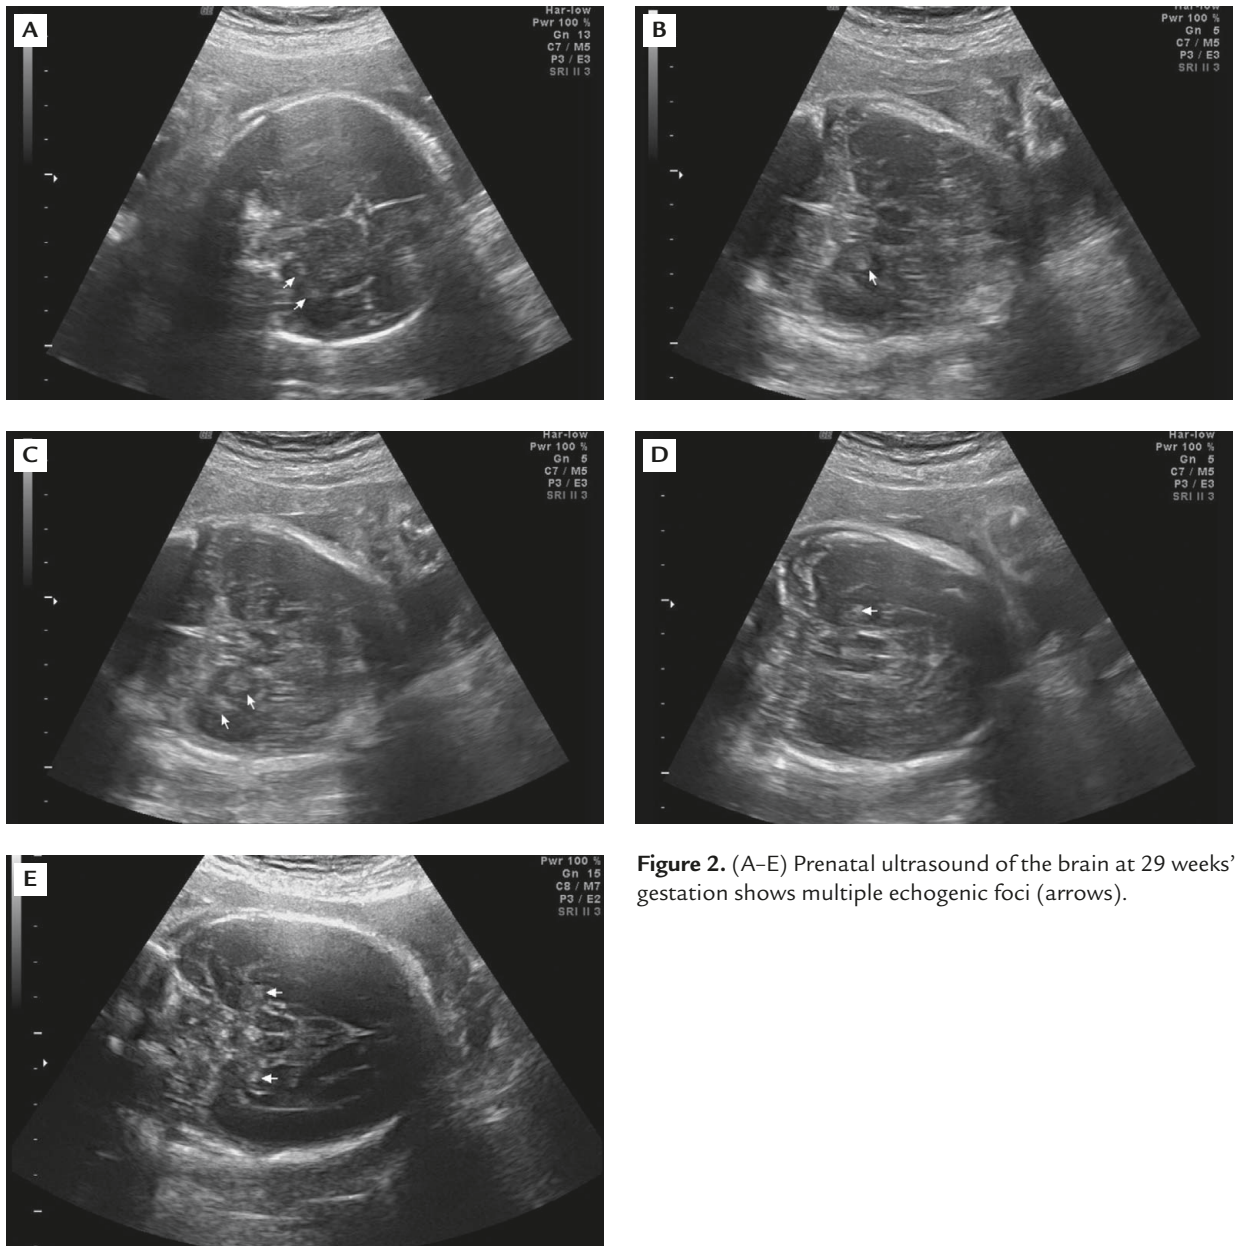 A
Har-low
Pwr 100 %
Gn 13
C7 / M5
P3 / E3
SRI II 3
B
Har-low
Pwr 100 %
Gn 5
C7 / M5
P3 / E3
SRI II 3
C
Har-low
Pwr 100 %
Gn 5
C7 / M5
P3 / E3
SRI II 3
D
Har-low
Pwr 100 %
Gn 5
C7 / M5
P3 / E3
SRI II 3
E
Pwr 100 %
Gn 15
C8 / M7
P3 / E2
SRI II 3
Figure 2. (A–E) Prenatal ultrasound of the brain at 29 weeks’
gestation shows multiple echogenic foci (arrows).